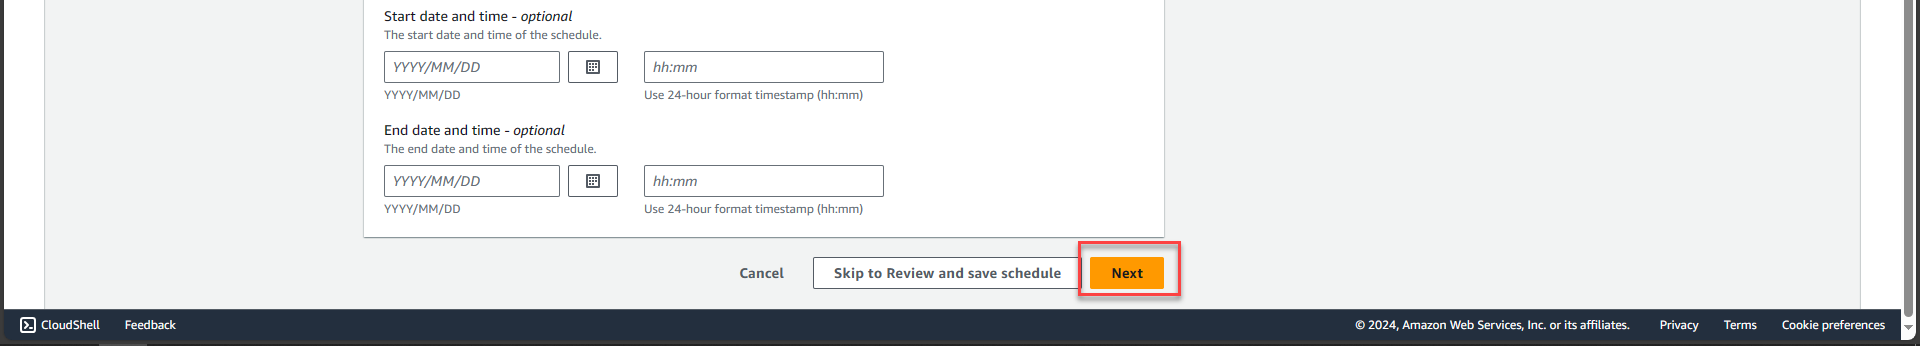 Start date and time - optional
The start date and time of the schedule.
YYYY/MM/DD hh:mm
YYYY/MM/DD Use 24-hour format timestamp (hh:mm)
End date and time - optional
The end date and time of the schedule.
YYYY/MM/DD hh:mm
YYYY/MM/DD Use 24-hour format timestamp (hh:mm)
Cancel Skip to Review and save schedule Next
CloudShell Feedback © 2024, Amazon Web Services, Inc. or its affiliates. Privacy Terms Cookie preferences